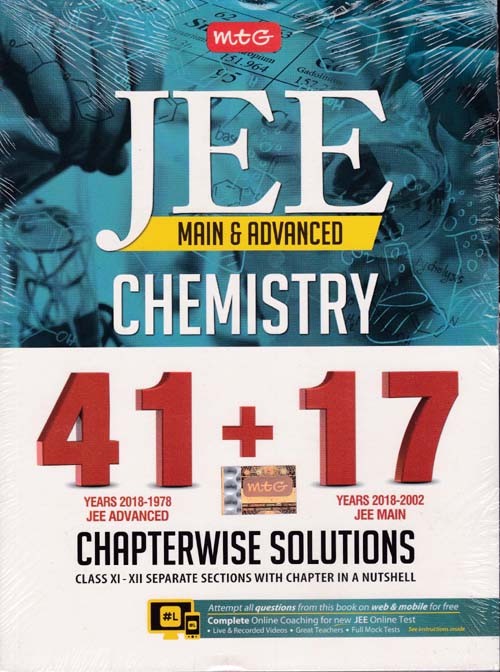 mtG
JEE
MAIN & ADVANCED
CHEMISTRY
41 + 17
YEARS 2018-1978
JEE ADVANCED
mtG
YEARS 2018-2002
JEE MAIN
CHAPTERWISE SOLUTIONS
CLASS XI - XII SEPARATE SECTIONS WITH CHAPTER IN A NUTSHELL
#L
#L
Attempt all questions from this book on web & mobile for free
Complete Online Coaching for new JEE Online Test
• Live & Recorded Videos • Great Teachers • Full Mock Tests
See instructions inside
151.964
Gadolinium